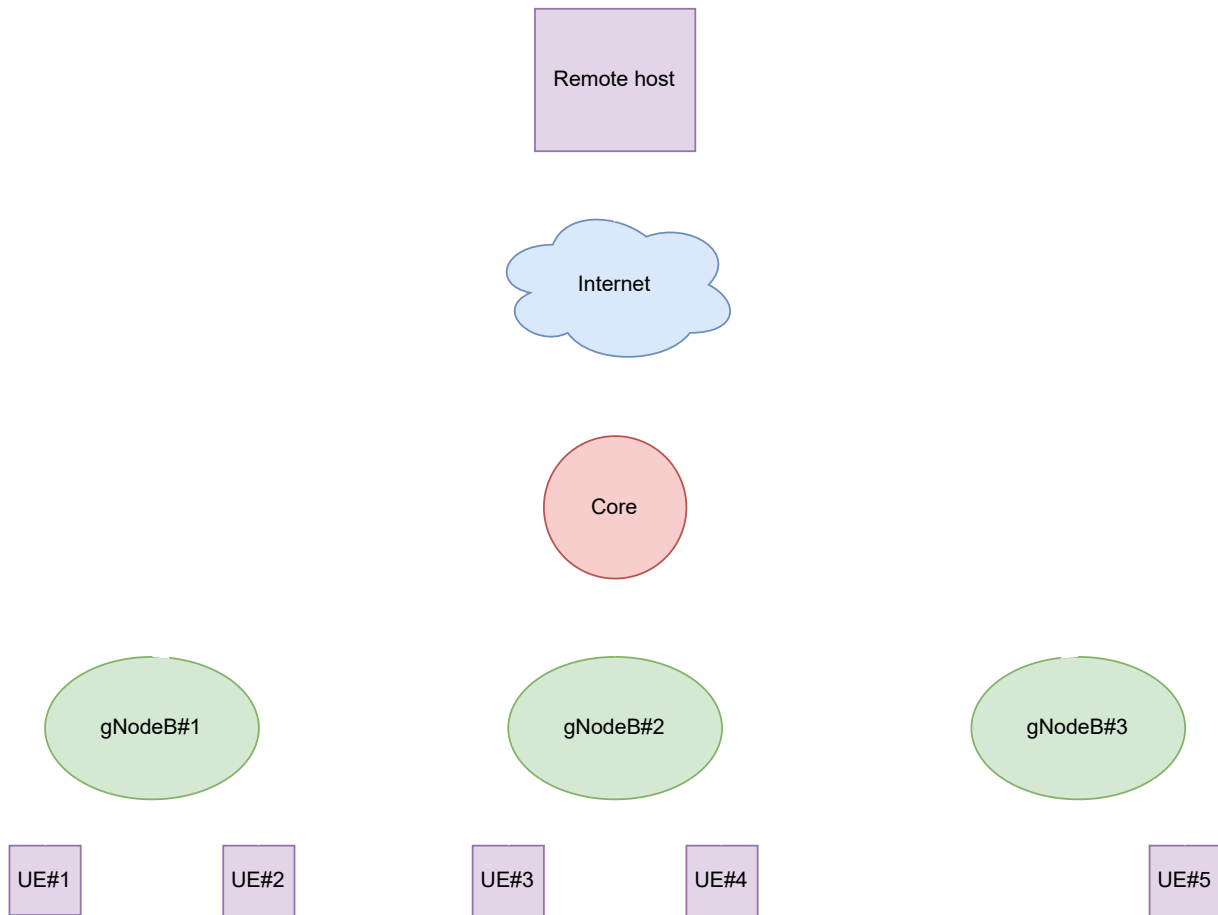 Remote host
Internet
Core
gNodeB#1
gNodeB#2
gNodeB#3
UE#1
UE#2
UE#3
UE#4
UE#5